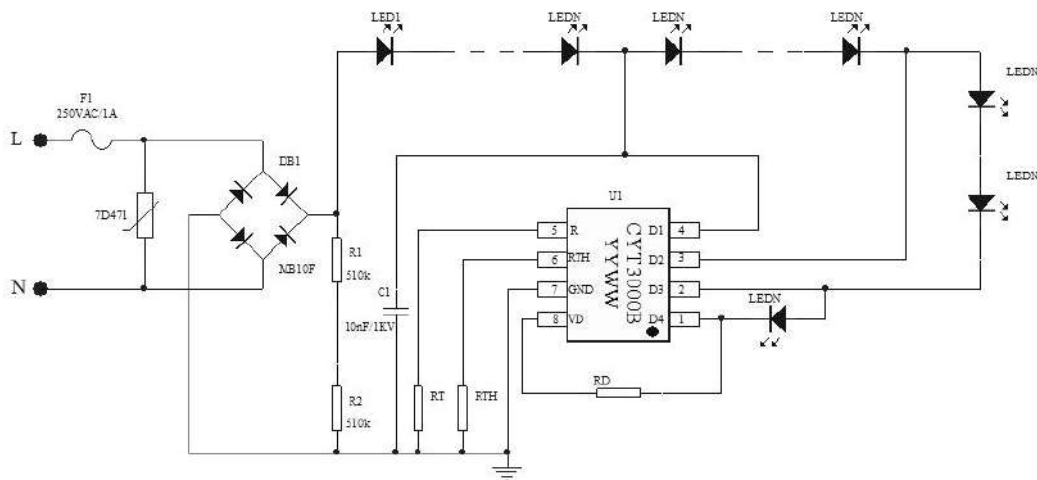 LED1
LEDN
LEDN
LEDN
LEDN
F1
250VAC/1A
L
DB1
7D471
LEDN
U1
5 R
D1 4
6 RTH
D2 3
7 GND
D3 2
8 VD
D4 1
CYT3000B
YYWW
MB10F
R1
510k
N
C1
10nF/1KV
LEDN
RD
R2
510k
RT
RTH